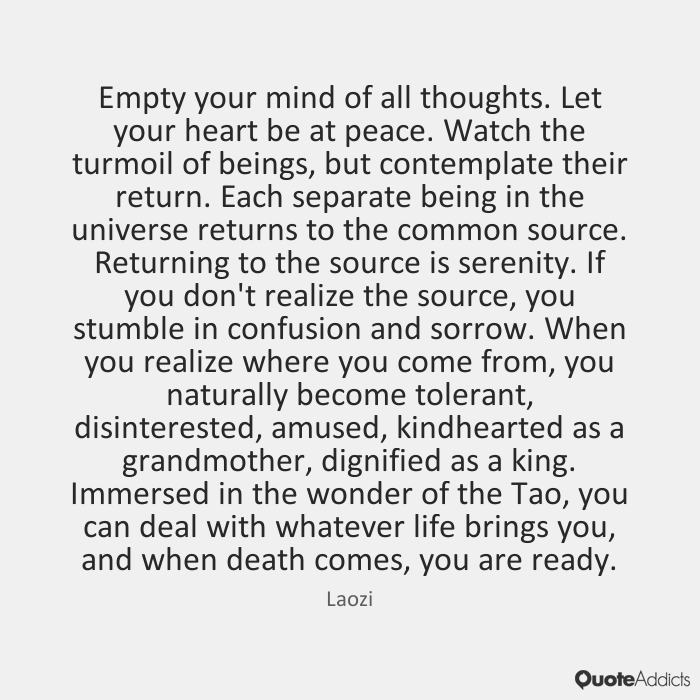 Empty your mind of all thoughts. Let
your heart be at peace. Watch the
turmoil of beings, but contemplate their
return. Each separate being in the
universe returns to the common source.
Returning to the source is serenity. If
you don't realize the source, you
stumble in confusion and sorrow. When
you realize where you come from, you
naturally become tolerant,
disinterested, amused, kindhearted as a
grandmother, dignified as a king.
Immersed in the wonder of the Tao, you
can deal with whatever life brings you,
and when death comes, you are ready.
Laozi
QuoteAddicts